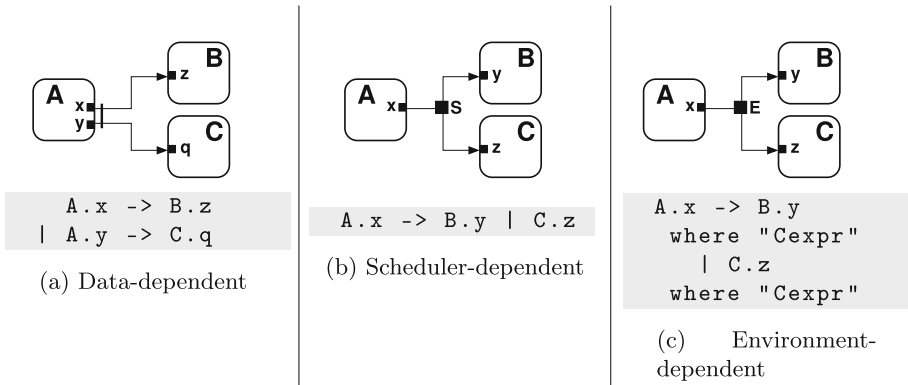 A
x
y
B
z
C
q
A.x -> B.z
| A.y -> C.q
(a) Data-dependent
A
x
S
B
y
C
z
A.x -> B.y | C.z
(b) Scheduler-dependent
A
x
E
B
y
C
z
A.x -> B.y
where "Cexpr"
| C.z
where "Cexpr"
(c) Environment-
dependent